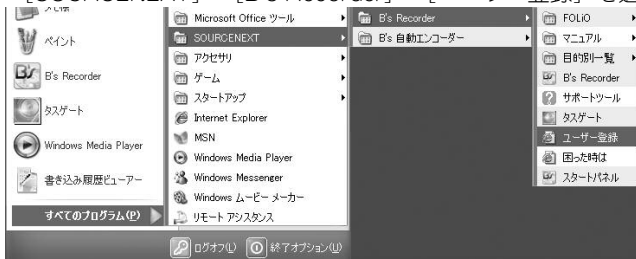 ペイント
B's Recorder
タスゲート
Windows Media Player
書き込み履歴ビューアー
すべてのプログラム(P)
Microsoft Office ツール
SOURCENEXT
アクセサリ
ゲーム
スタートアップ
Internet Explorer
MSN
Windows Media Player
Windows Messenger
Windows ムービー メーカー
リモート アシスタンス
B's Recorder
B's 自動エンコーダー
FOLiO
マニュアル
目的別一覧
B's Recorder
サポートツール
タスゲート
ユーザー登録
困った時は
スタートパネル
ログオフ(L)
終了オプション(U)